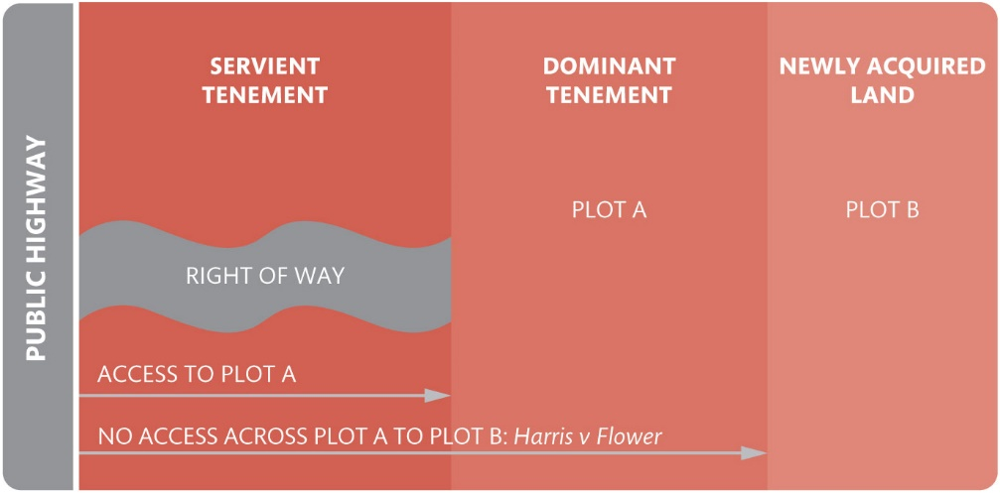 PUBLIC HIGHWAY
SERVIENT
TENEMENT
DOMINANT
TENEMENT
NEWLY ACQUIRED
LAND
PLOT A
PLOT B
RIGHT OF WAY
ACCESS TO PLOT A
NO ACCESS ACROSS PLOT A TO PLOT B: Harris v Flower